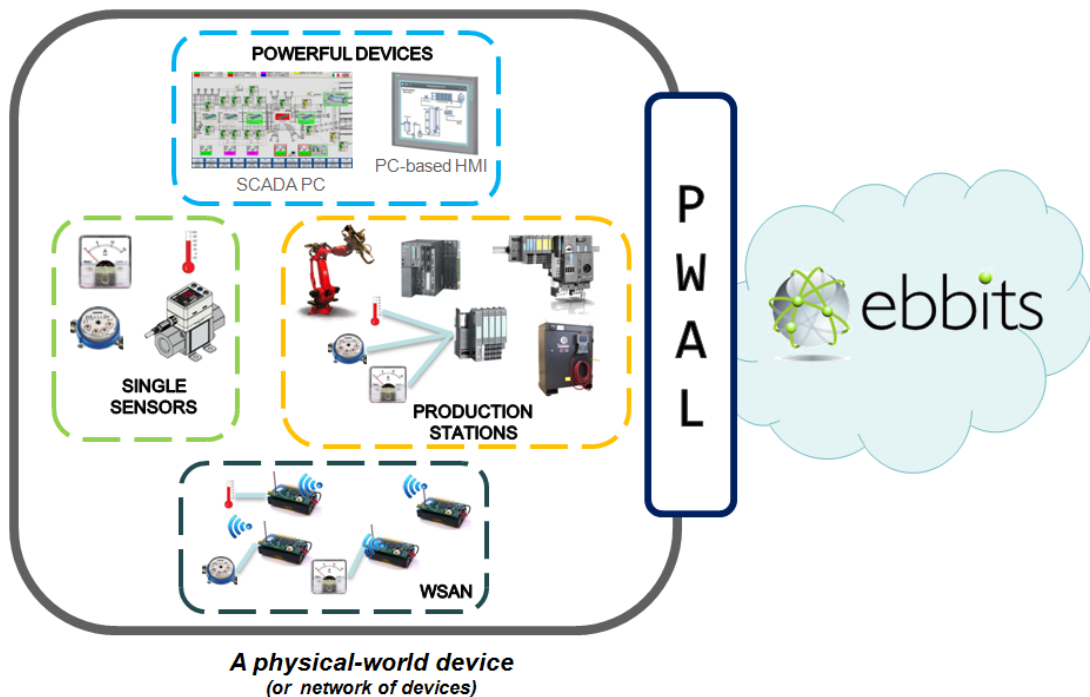 POWERFUL DEVICES
SCADA PC
PC-based HMI
SINGLE
SENSORS
PRODUCTION
STATIONS
WSAN
P
W
A
L
ebbits
A physical-world device
(or network of devices)